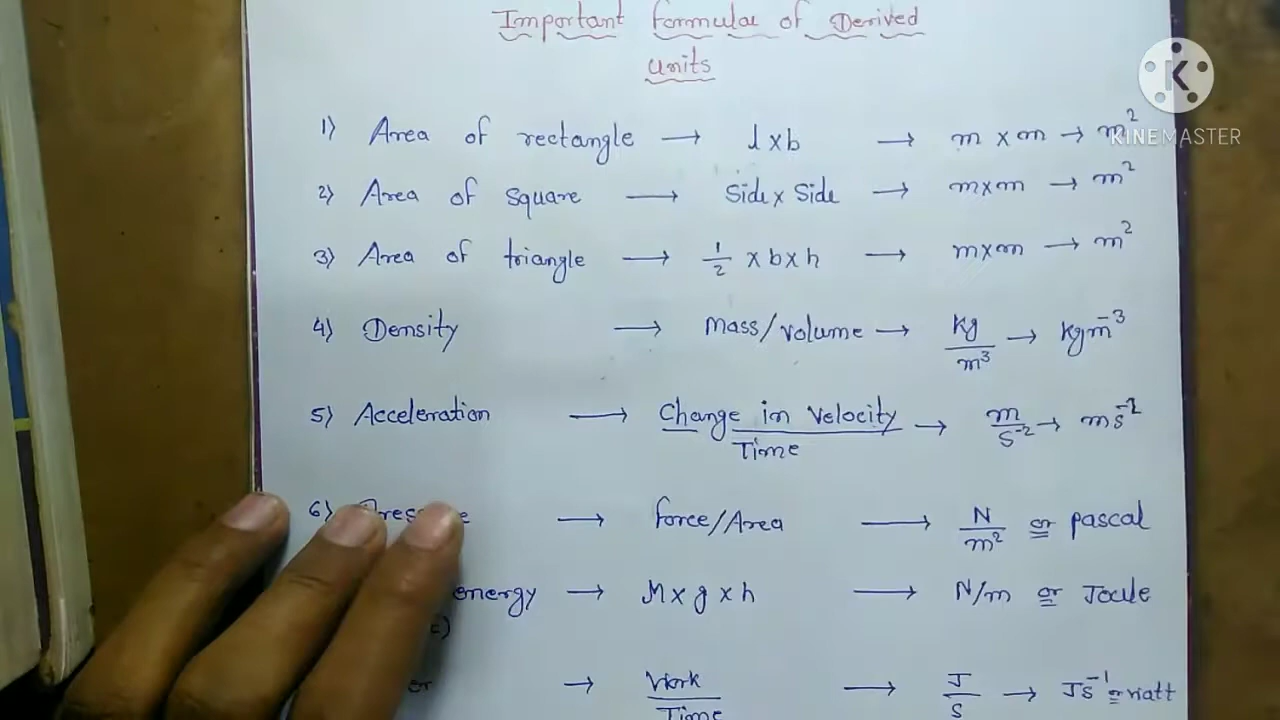 Important formulae of Derived
units
K
KINEMASTER
1) Area of rectangle → l x b → m x m → m²
2) Area of square → Side x Side → m x m → m²
3) Area of triangle → 1/2 x b x h → m x m → m²
4) Density → Mass/volume → Kg/m³ → Kgm⁻³
5) Acceleration → Change in Velocity/Time → m/S⁻² → ms⁻²
6) → force/Area → N/m² or pascal
energy → M x g x h → N/m or Joule
→ Work/Time → J/S → JS⁻¹ or watt